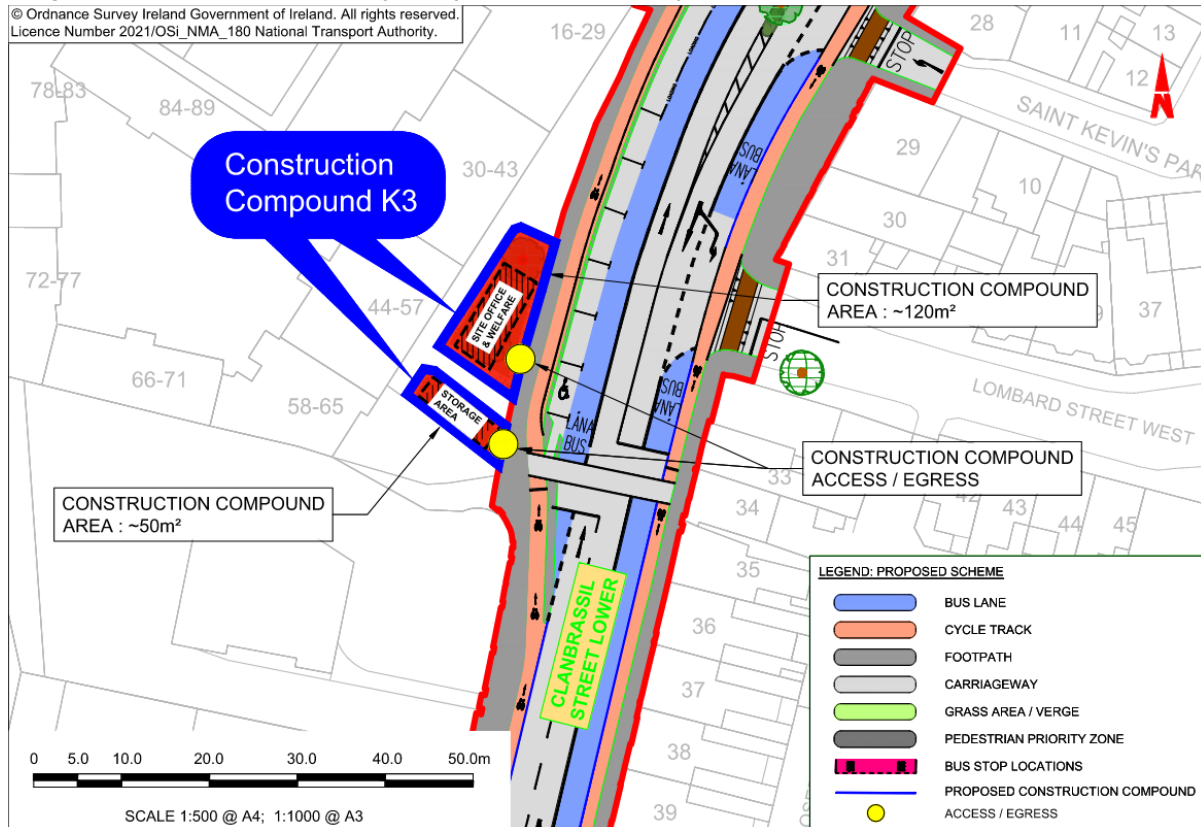 © Ordnance Survey Ireland Government of Ireland. All rights reserved.
Licence Number 2021/OSi_NMA_180 National Transport Authority.
16-29
28
11
13
12
78-83
84-89
STOP
N
SAINT KEVIN'S PAR
LOADING
LOADING
29
30-43
Construction
Compound K3
LÁNA
BUS
10
30
31
72-77
44-57
SITE OFFICE
& WELFARE
CONSTRUCTION COMPOUND
AREA : ~120m²
37
STOP
66-71
58-65
STORAGE
AREA
LÁNA
BUS
LÁNA
BUS
LOMBARD STREET WEST
CONSTRUCTION COMPOUND
ACCESS / EGRESS
CONSTRUCTION COMPOUND
AREA : ~50m²
33
34
42
43
44
45
35
36
37
38
39
CLANBRASSIL
STREET LOWER
LEGEND: PROPOSED SCHEME
BUS LANE
CYCLE TRACK
FOOTPATH
CARRIAGEWAY
GRASS AREA / VERGE
PEDESTRIAN PRIORITY ZONE
BUS STOP LOCATIONS
PROPOSED CONSTRUCTION COMPOUND
ACCESS / EGRESS
0 5.0 10.0 20.0 30.0 40.0 50.0m
SCALE 1:500 @ A4; 1:1000 @ A3